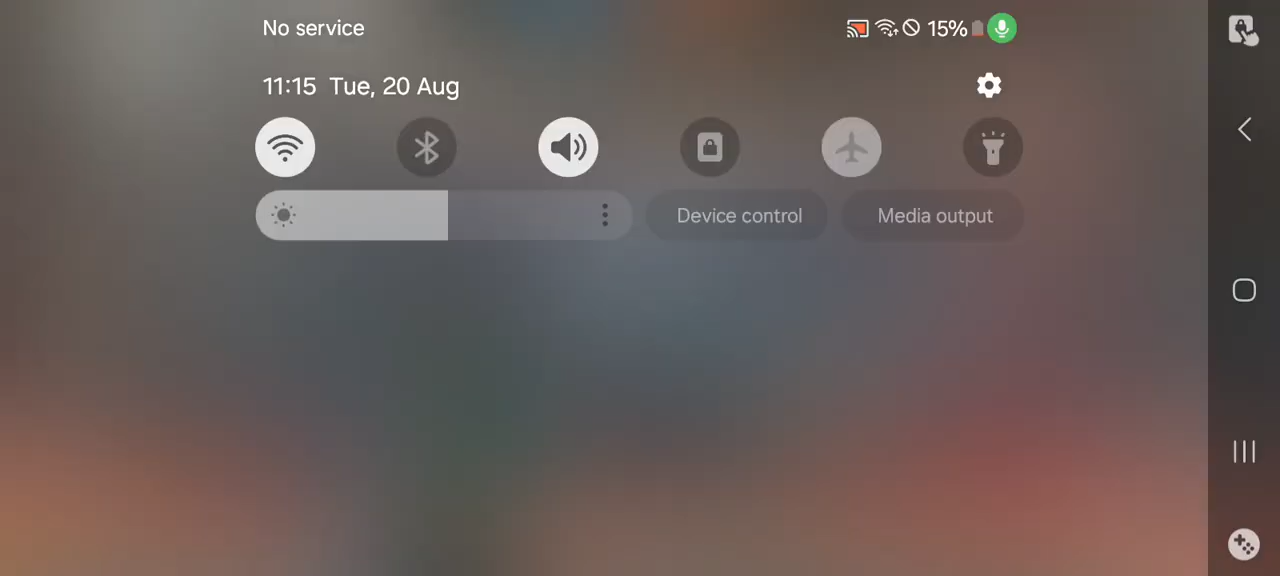 No service
15%
11:15 Tue, 20 Aug
Device control
Media output